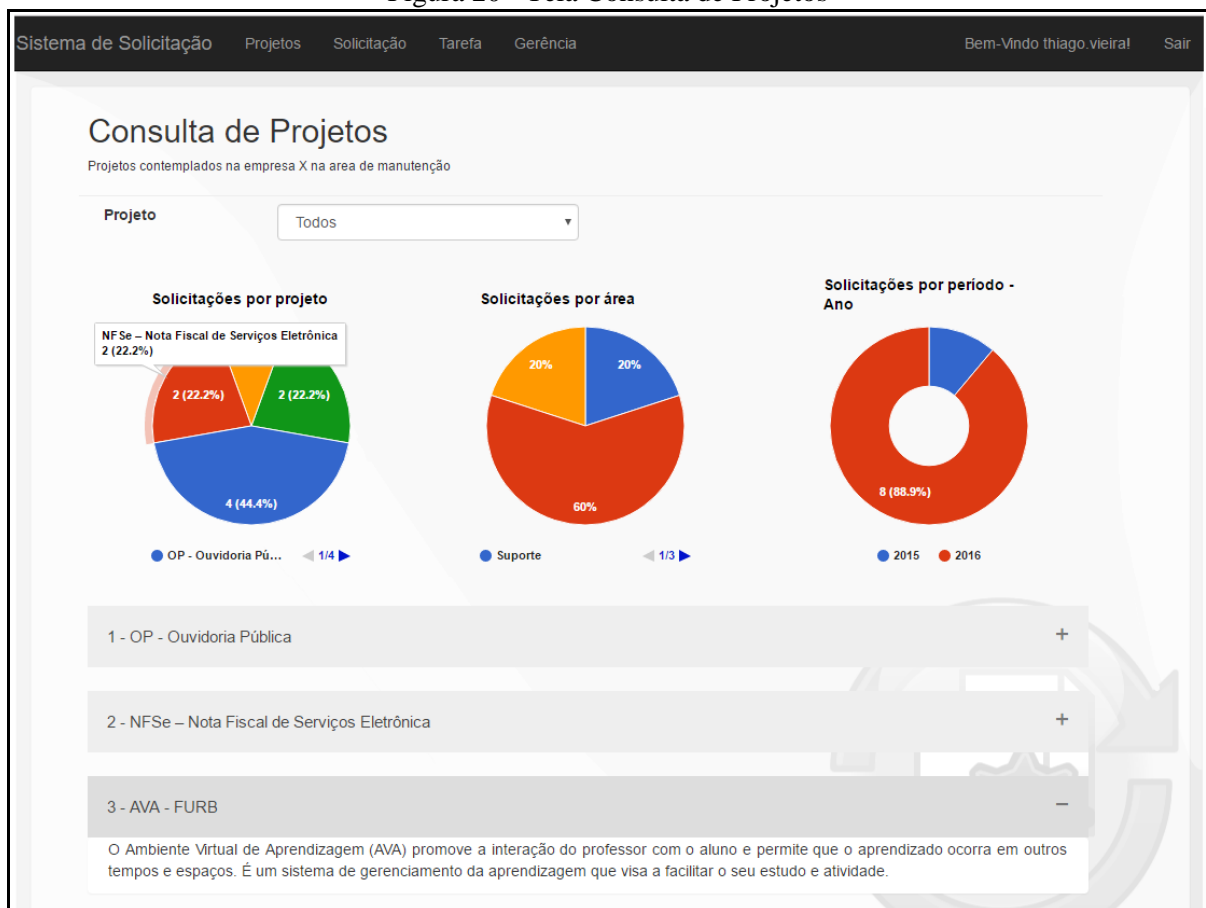 Sistema de Solicitação Projetos Solicitação Tarefa Gerência Bem-Vindo thiago.vieira! Sair
Consulta de Projetos
Projetos contemplados na empresa X na area de manutenção
Projeto Todos
Solicitações por projeto
NFSe – Nota Fiscal de Serviços Eletrônica
2 (22.2%)
2 (22.2%) 2 (22.2%)
4 (44.4%)
OP - Ouvidoria Pú... 1/4
Solicitações por área
20% 20%
60%
Suporte 1/3
Solicitações por período -
Ano
8 (88.9%)
2015 2016
1 - OP - Ouvidoria Pública +
2 - NFSe – Nota Fiscal de Serviços Eletrônica +
3 - AVA - FURB −
O Ambiente Virtual de Aprendizagem (AVA) promove a interação do professor com o aluno e permite que o aprendizado ocorra em outros
tempos e espaços. É um sistema de gerenciamento da aprendizagem que visa a facilitar o seu estudo e atividade.